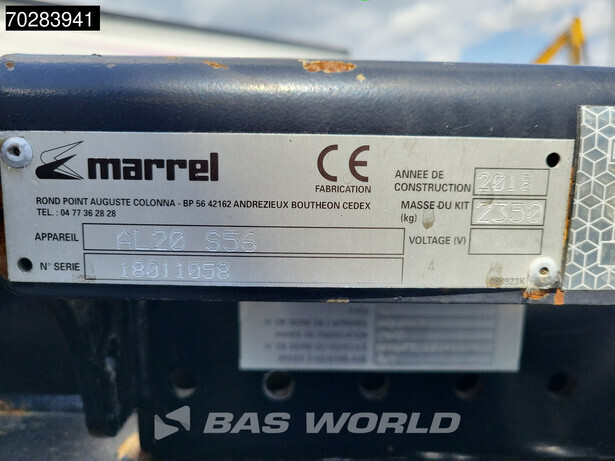 70283941
marrel
CE
FABRICATION
ANNEE DE CONSTRUCTION 2018
MASSE DU KIT (kg) 2350
VOLTAGE (V)
ROND POINT AUGUSTE COLONNA - BP 56 42162 ANDREZIEUX BOUTHEON CEDEX
TEL. : 04 77 36 28 28
APPAREIL AL20 S56
N° SERIE 18011058
BAS WORLD